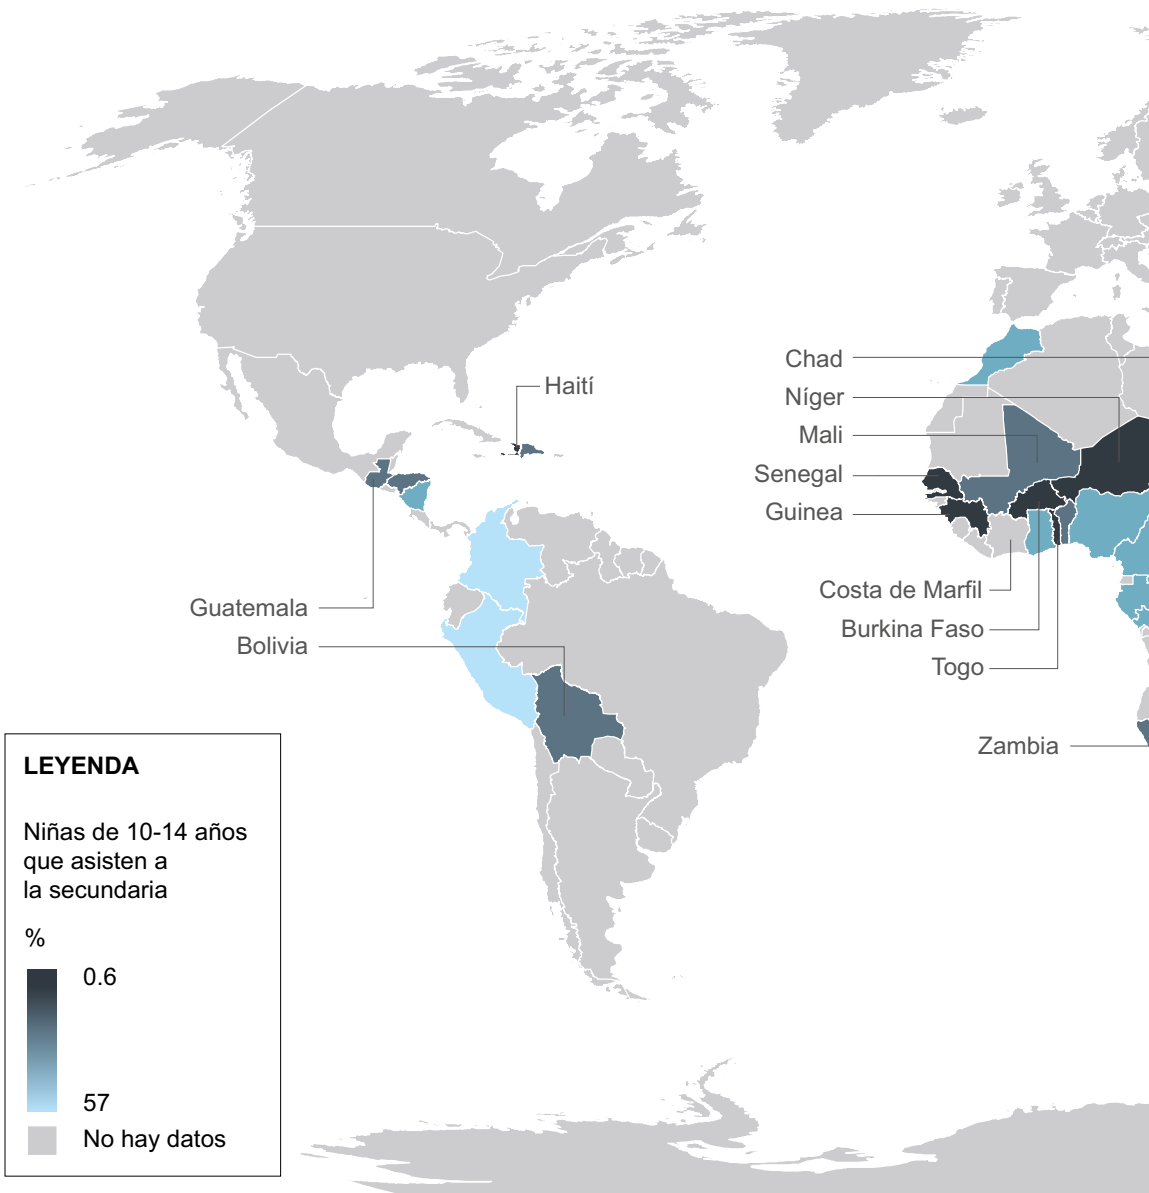 Haití
Chad
Níger
Mali
Senegal
Guinea
Costa de Marfil
Burkina Faso
Togo
Guatemala
Bolivia
Zambia
LEYENDA
Niñas de 10-14 años
que asisten a
la secundaria
%
0.6
57
No hay datos